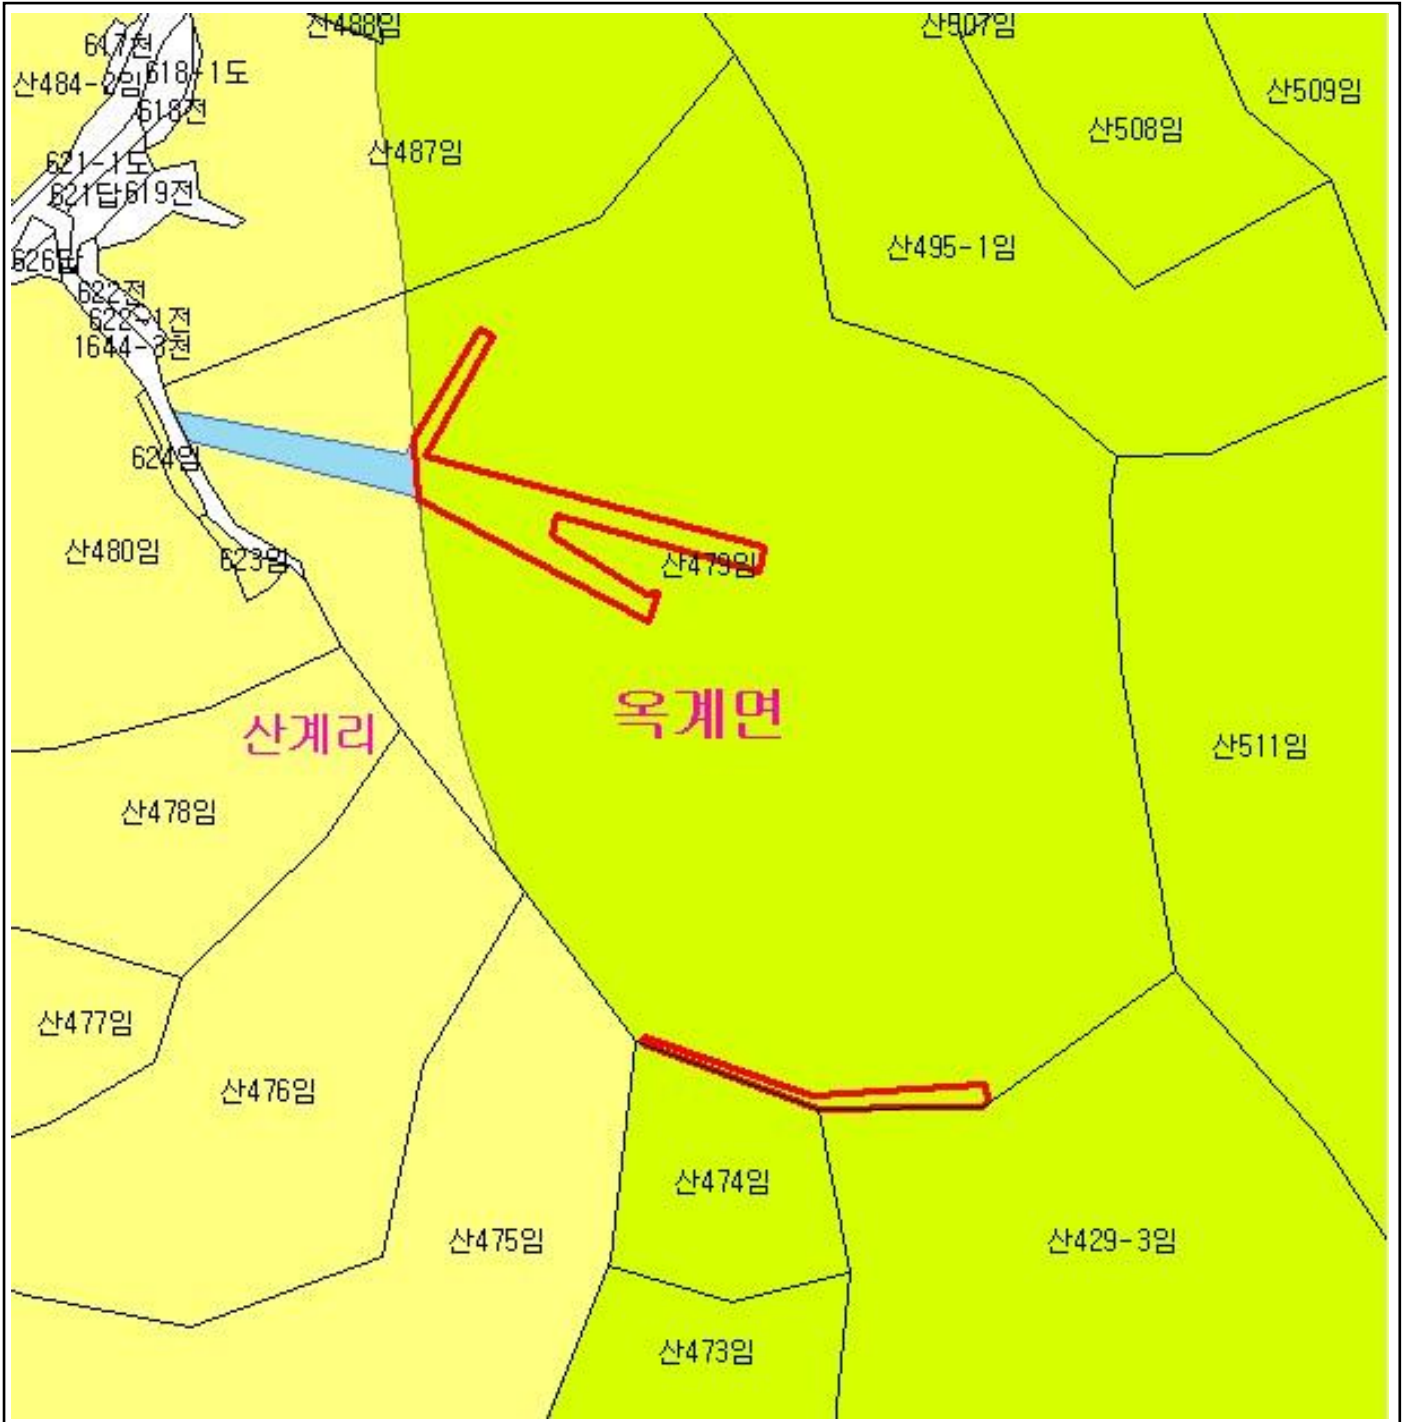 산488임
산507임
617전
산484-2임
618-1도
618전
산509임
산508임
산487임
621-1도
621답
619전
산495-1임
626답
622전
622-1전
1644-3천
624임
산480임
623임
산479임
옥계면
산계리
산511임
산478임
산477임
산476임
산474임
산475임
산429-3임
산473임